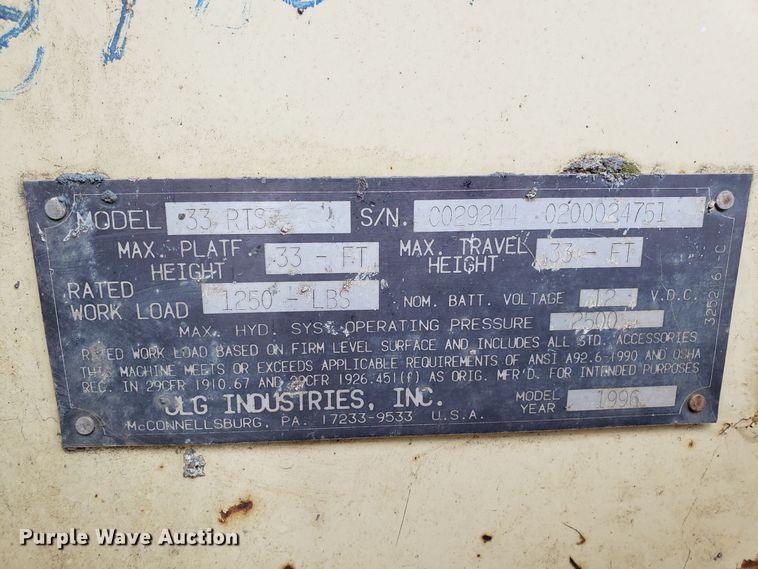 MODEL 33 RTS S/N. C029244 0200024751
MAX. PLATF HEIGHT 33 - FT MAX. TRAVEL HEIGHT 33 - FT
RATED WORK LOAD 1250 - LBS NOM. BATT. VOLTAGE 12 V.D.C.
MAX. HYD. SYS. OPERATING PRESSURE 2500
RATED WORK LOAD BASED ON FIRM LEVEL SURFACE AND INCLUDES ALL STD. ACCESSORIES
THIS MACHINE MEETS OR EXCEEDS APPLICABLE REQUIREMENTS OF ANSI A92.6-1990 AND OSHA
REC. IN 29CFR 1910.67 AND 29CFR 1926.451(f) AS ORIG. MFR'D. FOR INTENDED PURPOSES
JLG INDUSTRIES, INC. MODEL YEAR 1996
McCONNELLSBURG, PA. 17233-9533 U.S.A.
3252161-C
Purple Wave Auction